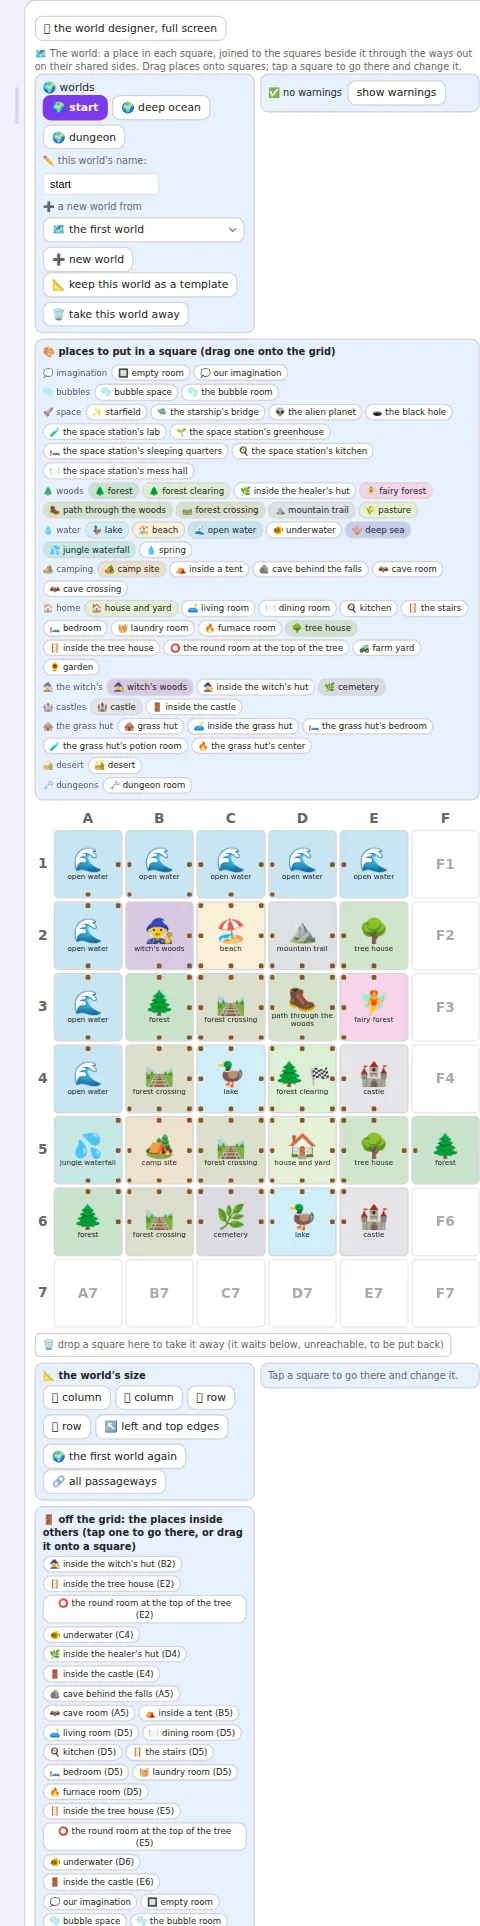 the world designer, full screen
The world: a place in each square, joined to the squares beside it through the ways out
on their shared sides. Drag places onto squares; tap a square to go there and change it.
worlds
start deep ocean
dungeon
this world's name:
start
a new world from
the first world
new world
keep this world as a template
take this world away
no warnings show warnings
places to put in a square (drag one onto the grid)
imagination empty room our imagination
bubbles bubble space the bubble room
space starfield the starship's bridge the alien planet the black hole
the space station's lab the space station's greenhouse
the space station's sleeping quarters the space station's kitchen
the space station's mess hall
woods forest forest clearing inside the healer's hut fairy forest
path through the woods forest crossing mountain trail pasture
water lake beach open water underwater deep sea
jungle waterfall spring
camping camp site inside a tent cave behind the falls cave room
cave crossing
home house and yard living room dining room kitchen the stairs
bedroom laundry room furnace room tree house
inside the tree house the round room at the top of the tree farm yard
garden
the witch's witch's woods inside the witch's hut cemetery
castles castle inside the castle
the grass hut grass hut inside the grass hut the grass hut's bedroom
the grass hut's potion room the grass hut's center
desert desert
dungeons dungeon room
A B C D E F
1 open water open water open water open water open water F1
2 open water witch's woods beach mountain trail tree house F2
3 open water forest forest crossing path through the woods fairy forest F3
4 open water forest crossing lake forest clearing castle F4
5 jungle waterfall camp site forest crossing house and yard tree house forest
6 forest forest crossing cemetery lake castle F6
7 A7 B7 C7 D7 E7 F7
drop a square here to take it away (it waits below, unreachable, to be put back)
the world's size
column column row
row left and top edges
the first world again
all passageways
Tap a square to go there and change it.
off the grid: the places inside
others (tap one to go there, or drag
it onto a square)
inside the witch's hut (B2)
inside the tree house (E2)
the round room at the top of the tree
(E2)
underwater (C4)
inside the healer's hut (D4)
inside the castle (E4)
cave behind the falls (A5)
cave room (A5) inside a tent (B5)
living room (D5) dining room (D5)
kitchen (D5) the stairs (D5)
bedroom (D5) laundry room (D5)
furnace room (D5)
inside the tree house (E5)
the round room at the top of the tree
(E5)
underwater (D6)
inside the castle (E6)
our imagination empty room
bubble space the bubble room